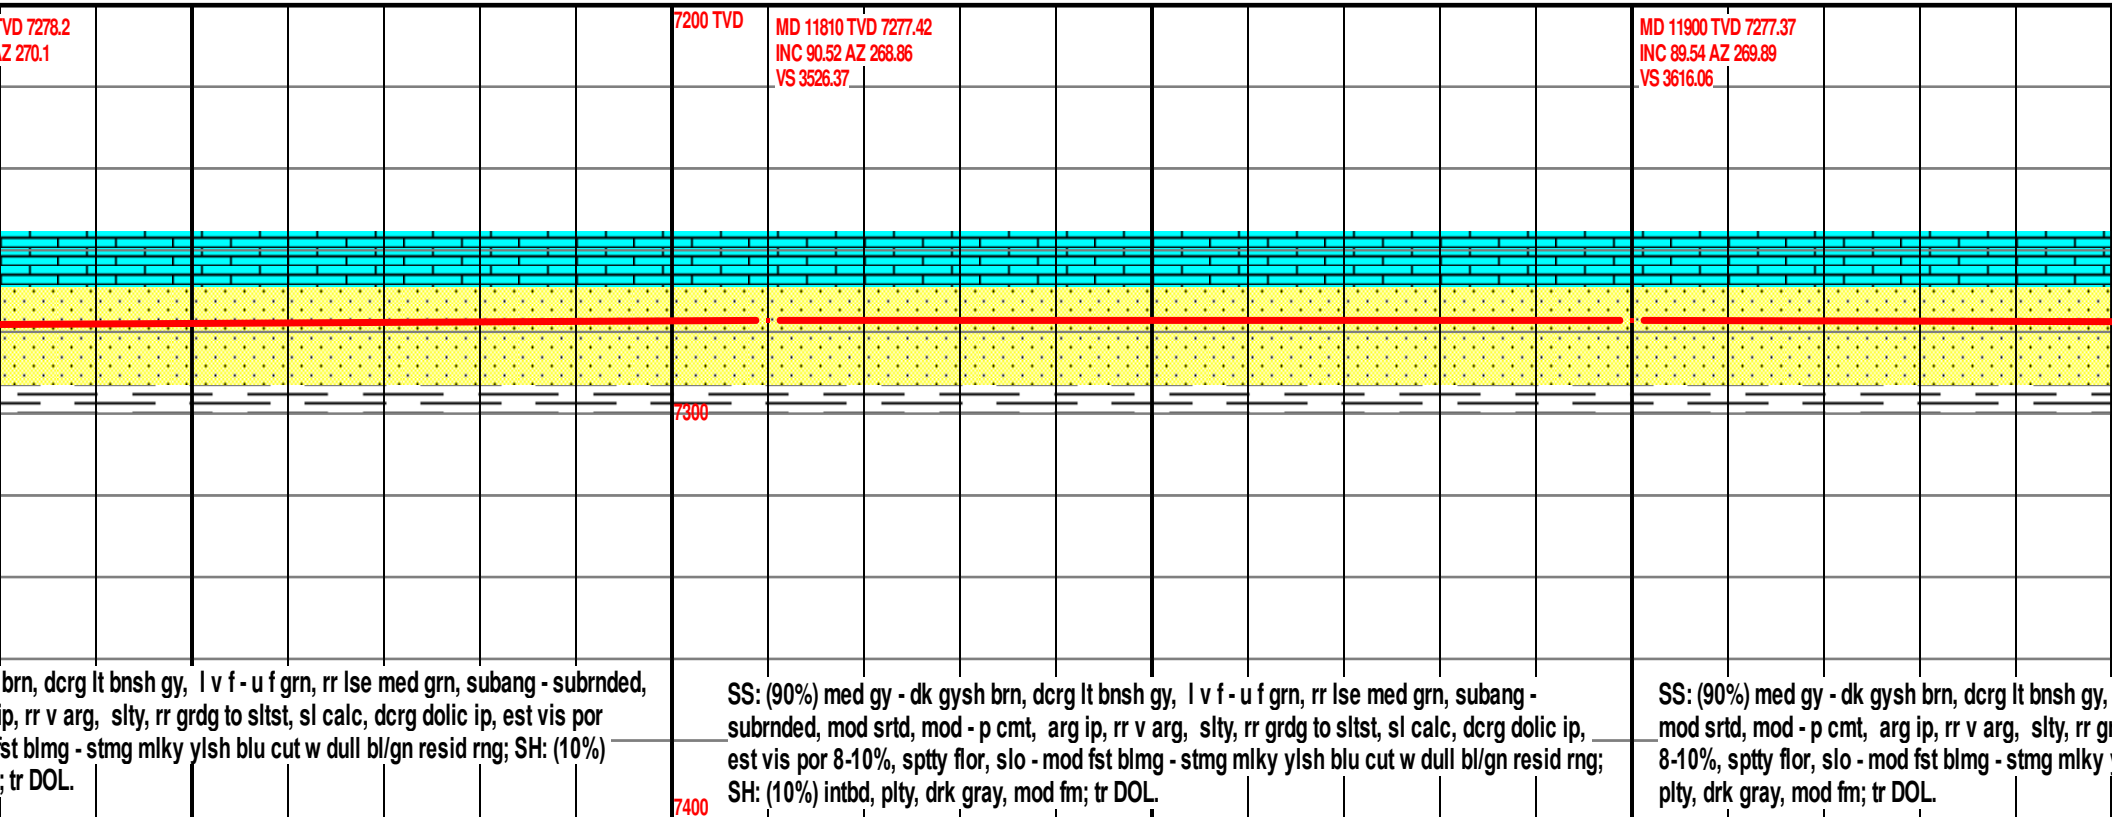 TVD 7278.2
AZ 270.1
7200 TVD
MD 11810 TVD 7277.42
INC 90.52 AZ 268.86
VS 3526.37
MD 11900 TVD 7277.37
INC 89.54 AZ 269.89
VS 3616.06
7300
brn, dcrg lt bnsh gy, l v f - u f grn, rr lse med grn, subang - subrnded,
ip, rr v arg, slty, rr grdg to sltst, sl calc, dcrg dolic ip, est vis por
fst blmg - stmg mlky ylsh blu cut w dull bl/gn resid rng; SH: (10%)
; tr DOL.
SS: (90%) med gy - dk gysh brn, dcrg lt bnsh gy, l v f - u f grn, rr lse med grn, subang -
subrnded, mod srtd, mod - p cmt, arg ip, rr v arg, slty, rr grdg to sltst, sl calc, dcrg dolic ip,
est vis por 8-10%, sptty flor, slo - mod fst blmg - stmg mlky ylsh blu cut w dull bl/gn resid rng;
SH: (10%) intbd, plty, drk gray, mod fm; tr DOL.
SS: (90%) med gy - dk gysh brn, dcrg lt bnsh gy,
mod srtd, mod - p cmt, arg ip, rr v arg, slty, rr
8-10%, sptty flor, slo - mod fst blmg - stmg mlky
plty, drk gray, mod fm; tr DOL.
7400